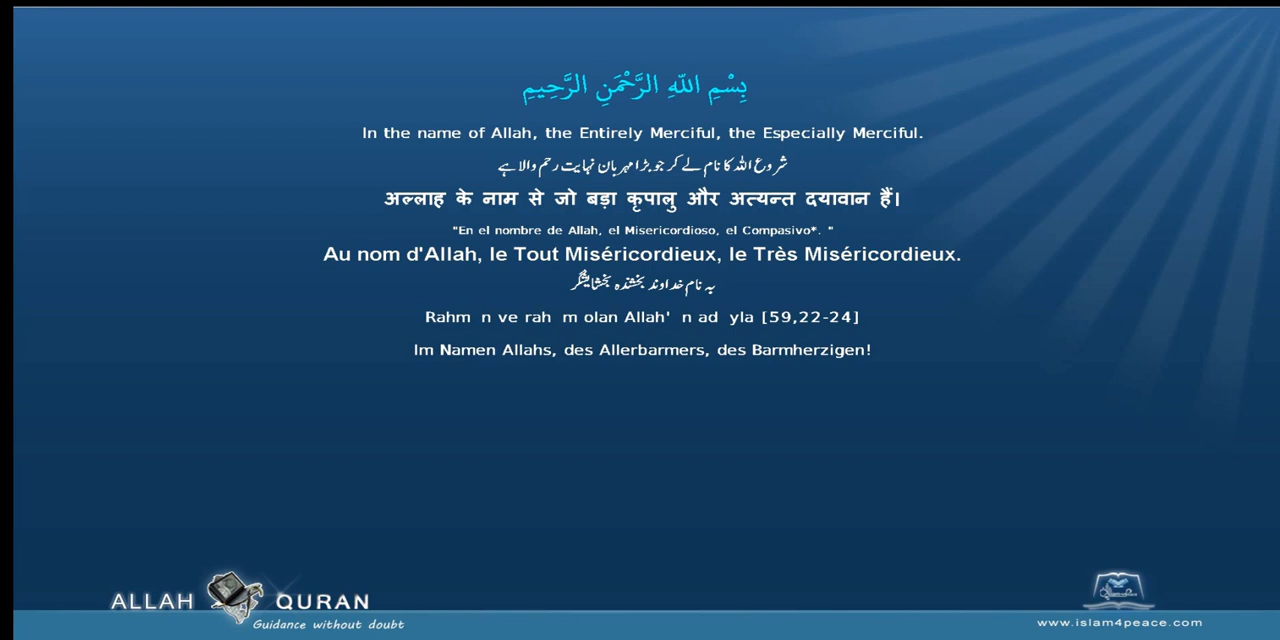 بِسْمِ اللّهِ الرَّحْمَنِ الرَّحِيمِ
In the name of Allah, the Entirely Merciful, the Especially Merciful.
شروع اللہ کا نام لے کر جو بڑا مہربان نہایت رحم والا ہے
अल्लाह के नाम से जो बड़ा कृपालु और अत्यन्त दयावान हैं।
"En el nombre de Allah, el Misericordioso, el Compasivo*. "
Au nom d'Allah, le Tout Miséricordieux, le Très Miséricordieux.
به نام خداوند بخشنده بخشایشگر
Rahm n ve rah m olan Allah' n ad yla [59,22-24]
Im Namen Allahs, des Allerbarmers, des Barmherzigen!
ALLAH QURAN
Guidance without doubt
www.islam4peace.com